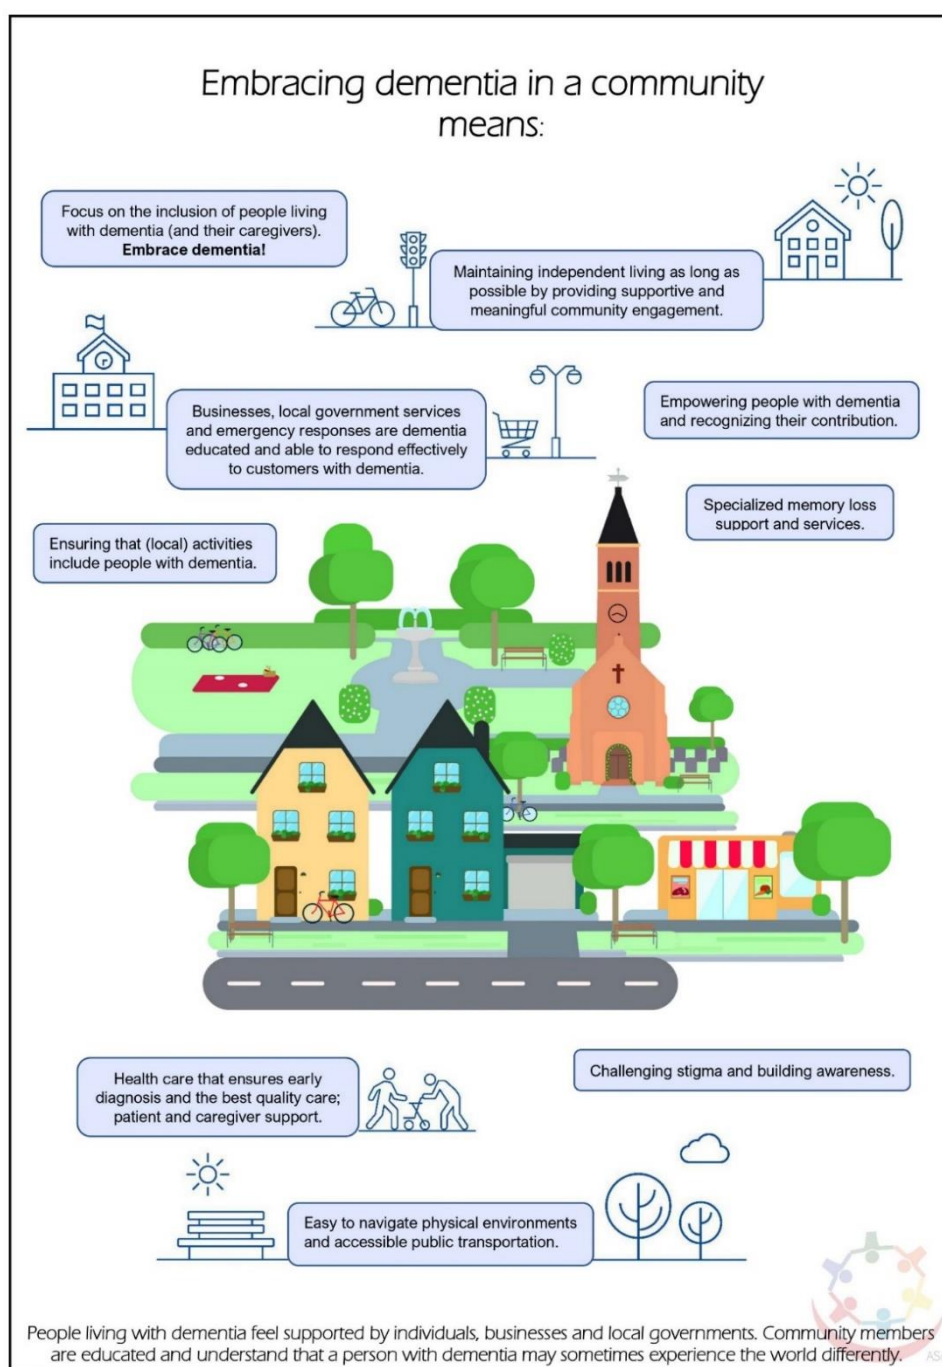 Embracing dementia in a community
means:
Focus on the inclusion of people living
with dementia (and their caregivers).
Embrace dementia!
Maintaining independent living as long as
possible by providing supportive and
meaningful community engagement.
Businesses, local government services
and emergency responses are dementia
educated and able to respond effectively
to customers with dementia.
Empowering people with dementia
and recognizing their contribution.
Specialized memory loss
support and services.
Ensuring that (local) activities
include people with dementia.
Health care that ensures early
diagnosis and the best quality care;
patient and caregiver support.
Challenging stigma and building awareness.
Easy to navigate physical environments
and accessible public transportation.
People living with dementia feel supported by individuals, businesses and local governments. Community members
are educated and understand that a person with dementia may sometimes experience the world differently.